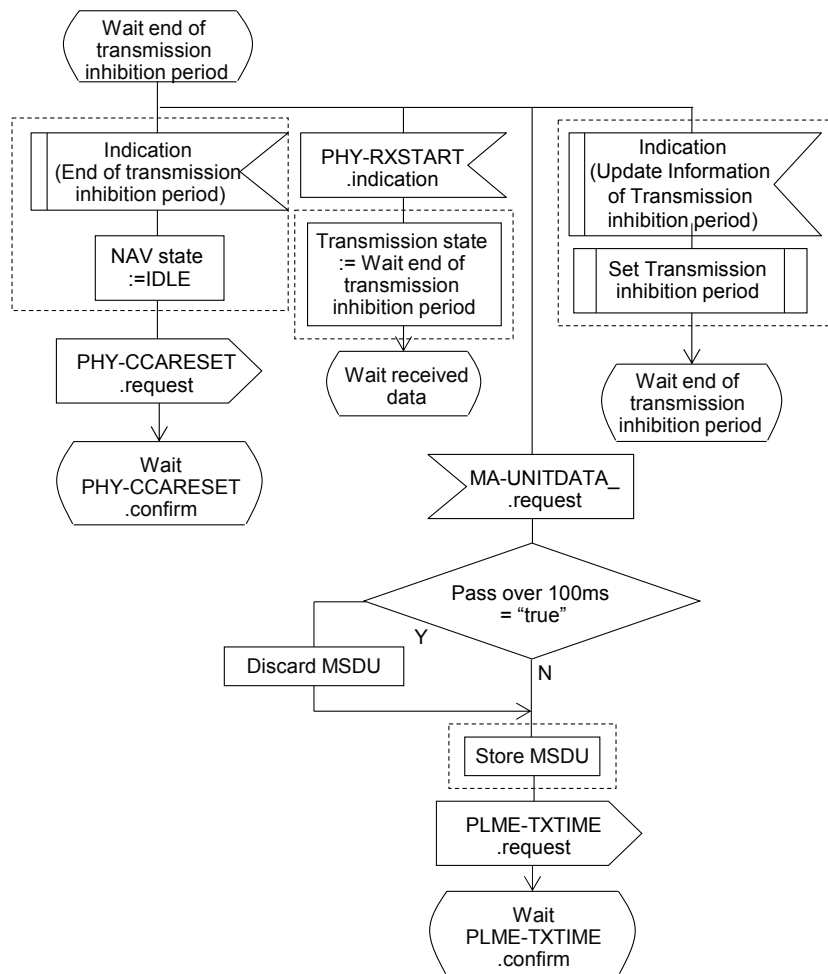 Wait end of
transmission
inhibition period
Indication
(End of transmission
inhibition period)
NAV state
:=IDLE
PHY-CCARESET
.request
Wait
PHY-CCARESET
.confirm
PHY-RXSTART
.indication
Transmission state
:= Wait end of
transmission
inhibition period
Wait received
data
Indication
(Update Information
of Transmission
inhibition period)
Set Transmission
inhibition period
Wait end of
transmission
inhibition period
MA-UNITDATA_
.request
Pass over 100ms
= “true”
Y
N
Discard MSDU
Store MSDU
PLME-TXTIME
.request
Wait
PLME-TXTIME
.confirm